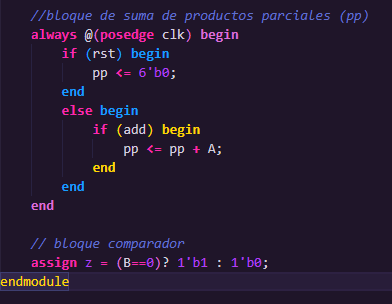 //bloque de suma de productos parciales (pp)
always @(posedge clk) begin
if (rst) begin
pp <= 6'b0;
end
else begin
if (add) begin
pp <= pp + A;
end
end
end
// bloque comparador
assign z = (B==0)? 1'b1 : 1'b0;
endmodule